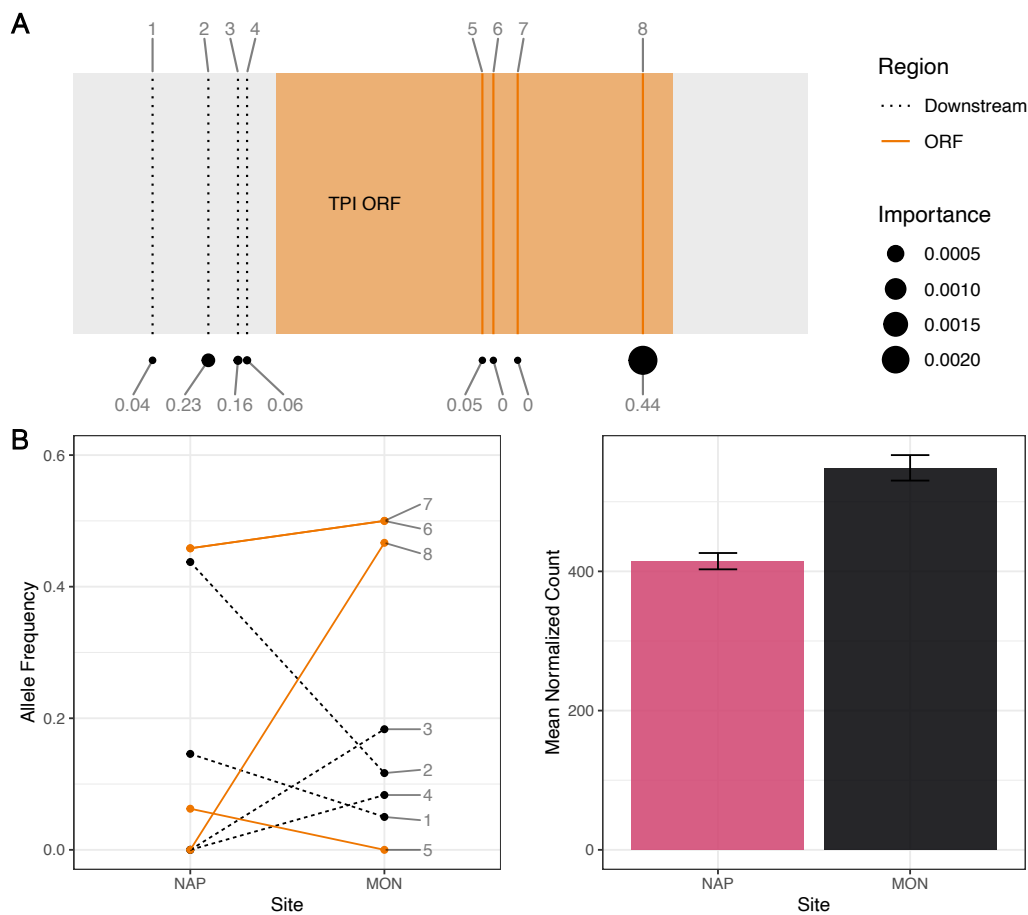 A
1 2 3 4 5 6 7 8
TPI ORF
0.04 0.23 0.16 0.06 0.05 0 0 0.44
Region
Downstream
ORF
Importance
0.0005
0.0010
0.0015
0.0020
B
Allele Frequency
0.6
0.4
0.2
0.0
7
6
8
3
2
4
1
5
NAP MON
Site
Mean Normalized Count
400
200
0
NAP MON
Site